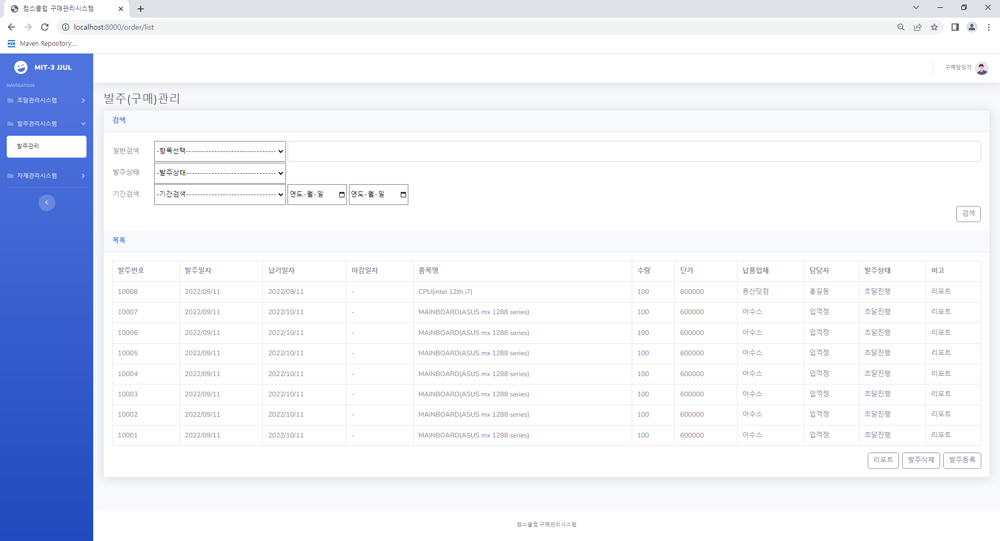 컴스클럽 구매관리시스템
localhost:8000/order/list
MVN Maven Repository:...
MIT-3 JJUL
구매담당자
NAVIGATION
조달관리시스템
발주관리시스템
발주관리
자재관리시스템
발주(구매)관리
검색
일반검색 -항목선택--------------------------------
발주상태 -발주상태--------------------------------
기간검색 -기간검색-------------------------------- 연도-월-일 연도-월-일
검색
목록
발주번호 발주일자 납기일자 마감일자 품목명 수량 단가 납품업체 담당자 발주상태 비고
10008 2022/09/11 2022/09/11 - CPU(intel 12th i7) 100 600000 용산닷컴 홍길동 조달진행 리포트
10007 2022/09/11 2022/10/11 - MAINBOARD(ASUS mx 1288 series) 100 600000 아수스 임꺽정 조달진행 리포트
10006 2022/09/11 2022/10/11 - MAINBOARD(ASUS mx 1288 series) 100 600000 아수스 임꺽정 조달진행 리포트
10005 2022/09/11 2022/10/11 - MAINBOARD(ASUS mx 1288 series) 100 600000 아수스 임꺽정 조달진행 리포트
10004 2022/09/11 2022/10/11 - MAINBOARD(ASUS mx 1288 series) 100 600000 아수스 임꺽정 조달진행 리포트
10003 2022/09/11 2022/10/11 - MAINBOARD(ASUS mx 1288 series) 100 600000 아수스 임꺽정 조달진행 리포트
10002 2022/09/11 2022/10/11 - MAINBOARD(ASUS mx 1288 series) 100 600000 아수스 임꺽정 조달진행 리포트
10001 2022/09/11 2022/10/11 - MAINBOARD(ASUS mx 1288 series) 100 600000 아수스 임꺽정 조달진행 리포트
리포트 발주삭제 발주등록
컴스클럽 구매관리시스템